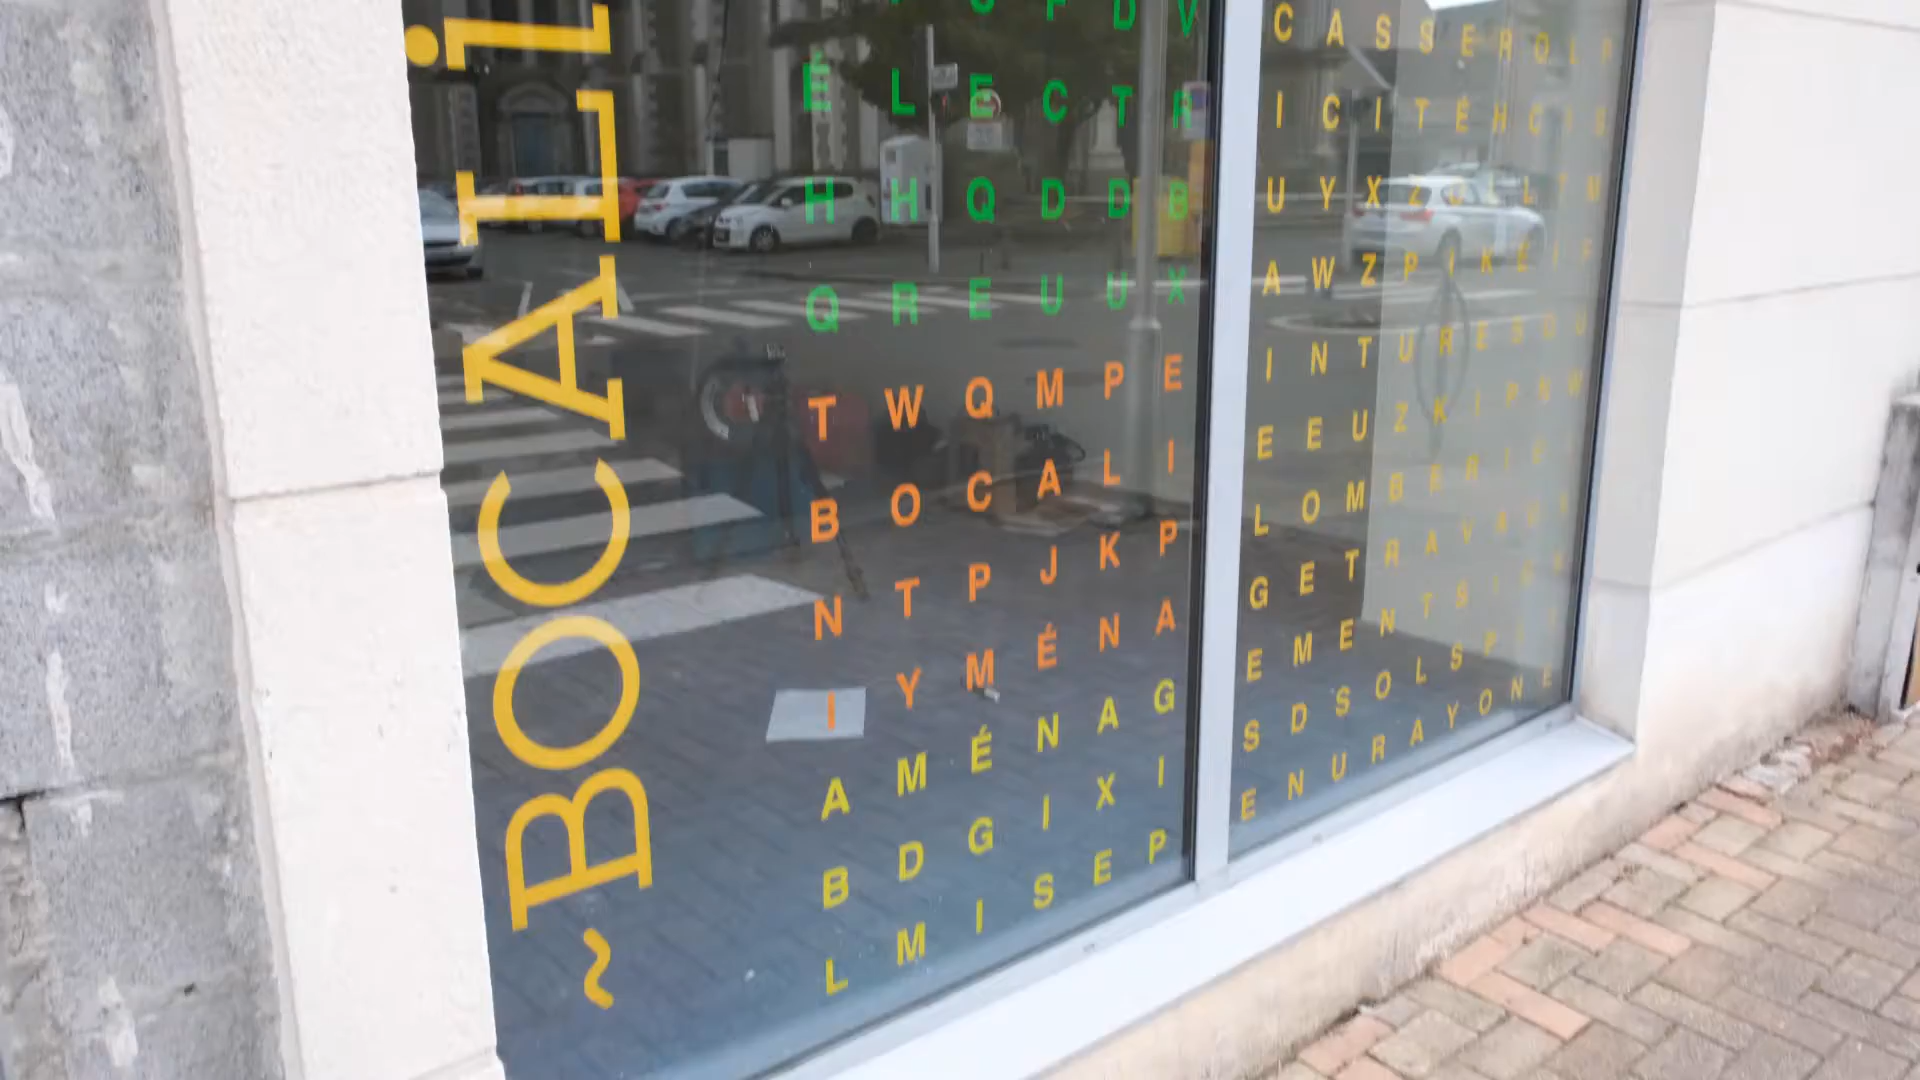 ~BOCALi
D V
É L E C T R
H H Q D D B
Q R E U U X
T W Q M P E
B O C A L I
N T P J K P
I Y M É N A
A M É N A G
B D G I X I
L M I S E P
C A S S E R O L
I C I T É H C
U Y X Z
A W Z P I K E I F
I N T U R E S O U
E E U Z K I P N W
L O M B E R I
G E T R A V A U X
E M E N T S
S D S O L S P
E N U R A Y O N E